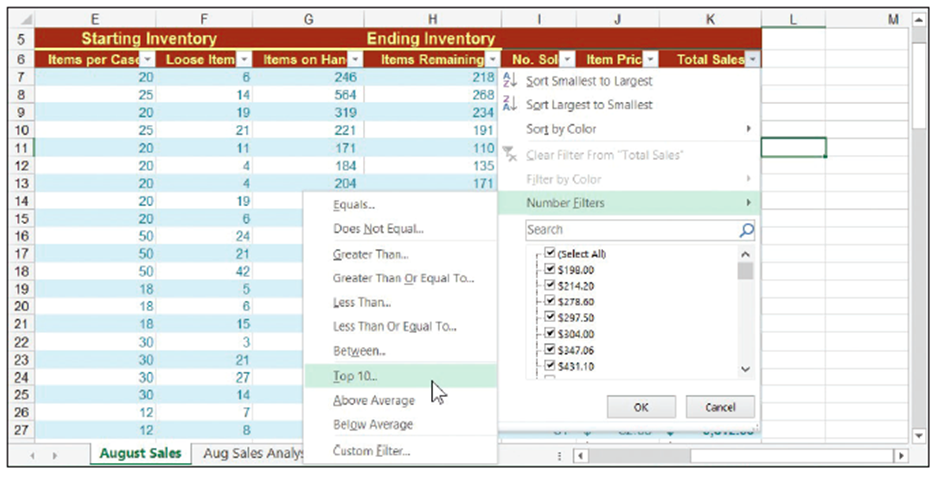 E F G H I J K L M
5 Starting Inventory Ending Inventory
6 Items per Case Loose Item Items on Han Items Remaining No. Sol Item Pric Total Sales
7 20 6 246 218
8 25 14 564 268
9 20 19 319 234
10 25 21 221 191
11 20 11 171 110
12 20 4 184 135
13 20 4 204 171
14 20 19
15 20 6
16 50 24
17 50 21
18 50 42
19 18 5
20 18 6
21 18 15
22 30 3
23 30 21
24 30 27
25 30 14
26 12 7
27 12 8
Sort Smallest to Largest
Sort Largest to Smallest
Sort by Color
Clear Filter From "Total Sales"
Filter by Color
Number Filters
Search
(Select All)
$198.00
$214.20
$278.60
$297.50
$304.00
$347.06
$431.10
OK Cancel
Equals...
Does Not Equal...
Greater Than...
Greater Than Or Equal To...
Less Than...
Less Than Or Equal To...
Between...
Top 10...
Above Average
Below Average
Custom Filter...
August Sales Aug Sales Analys